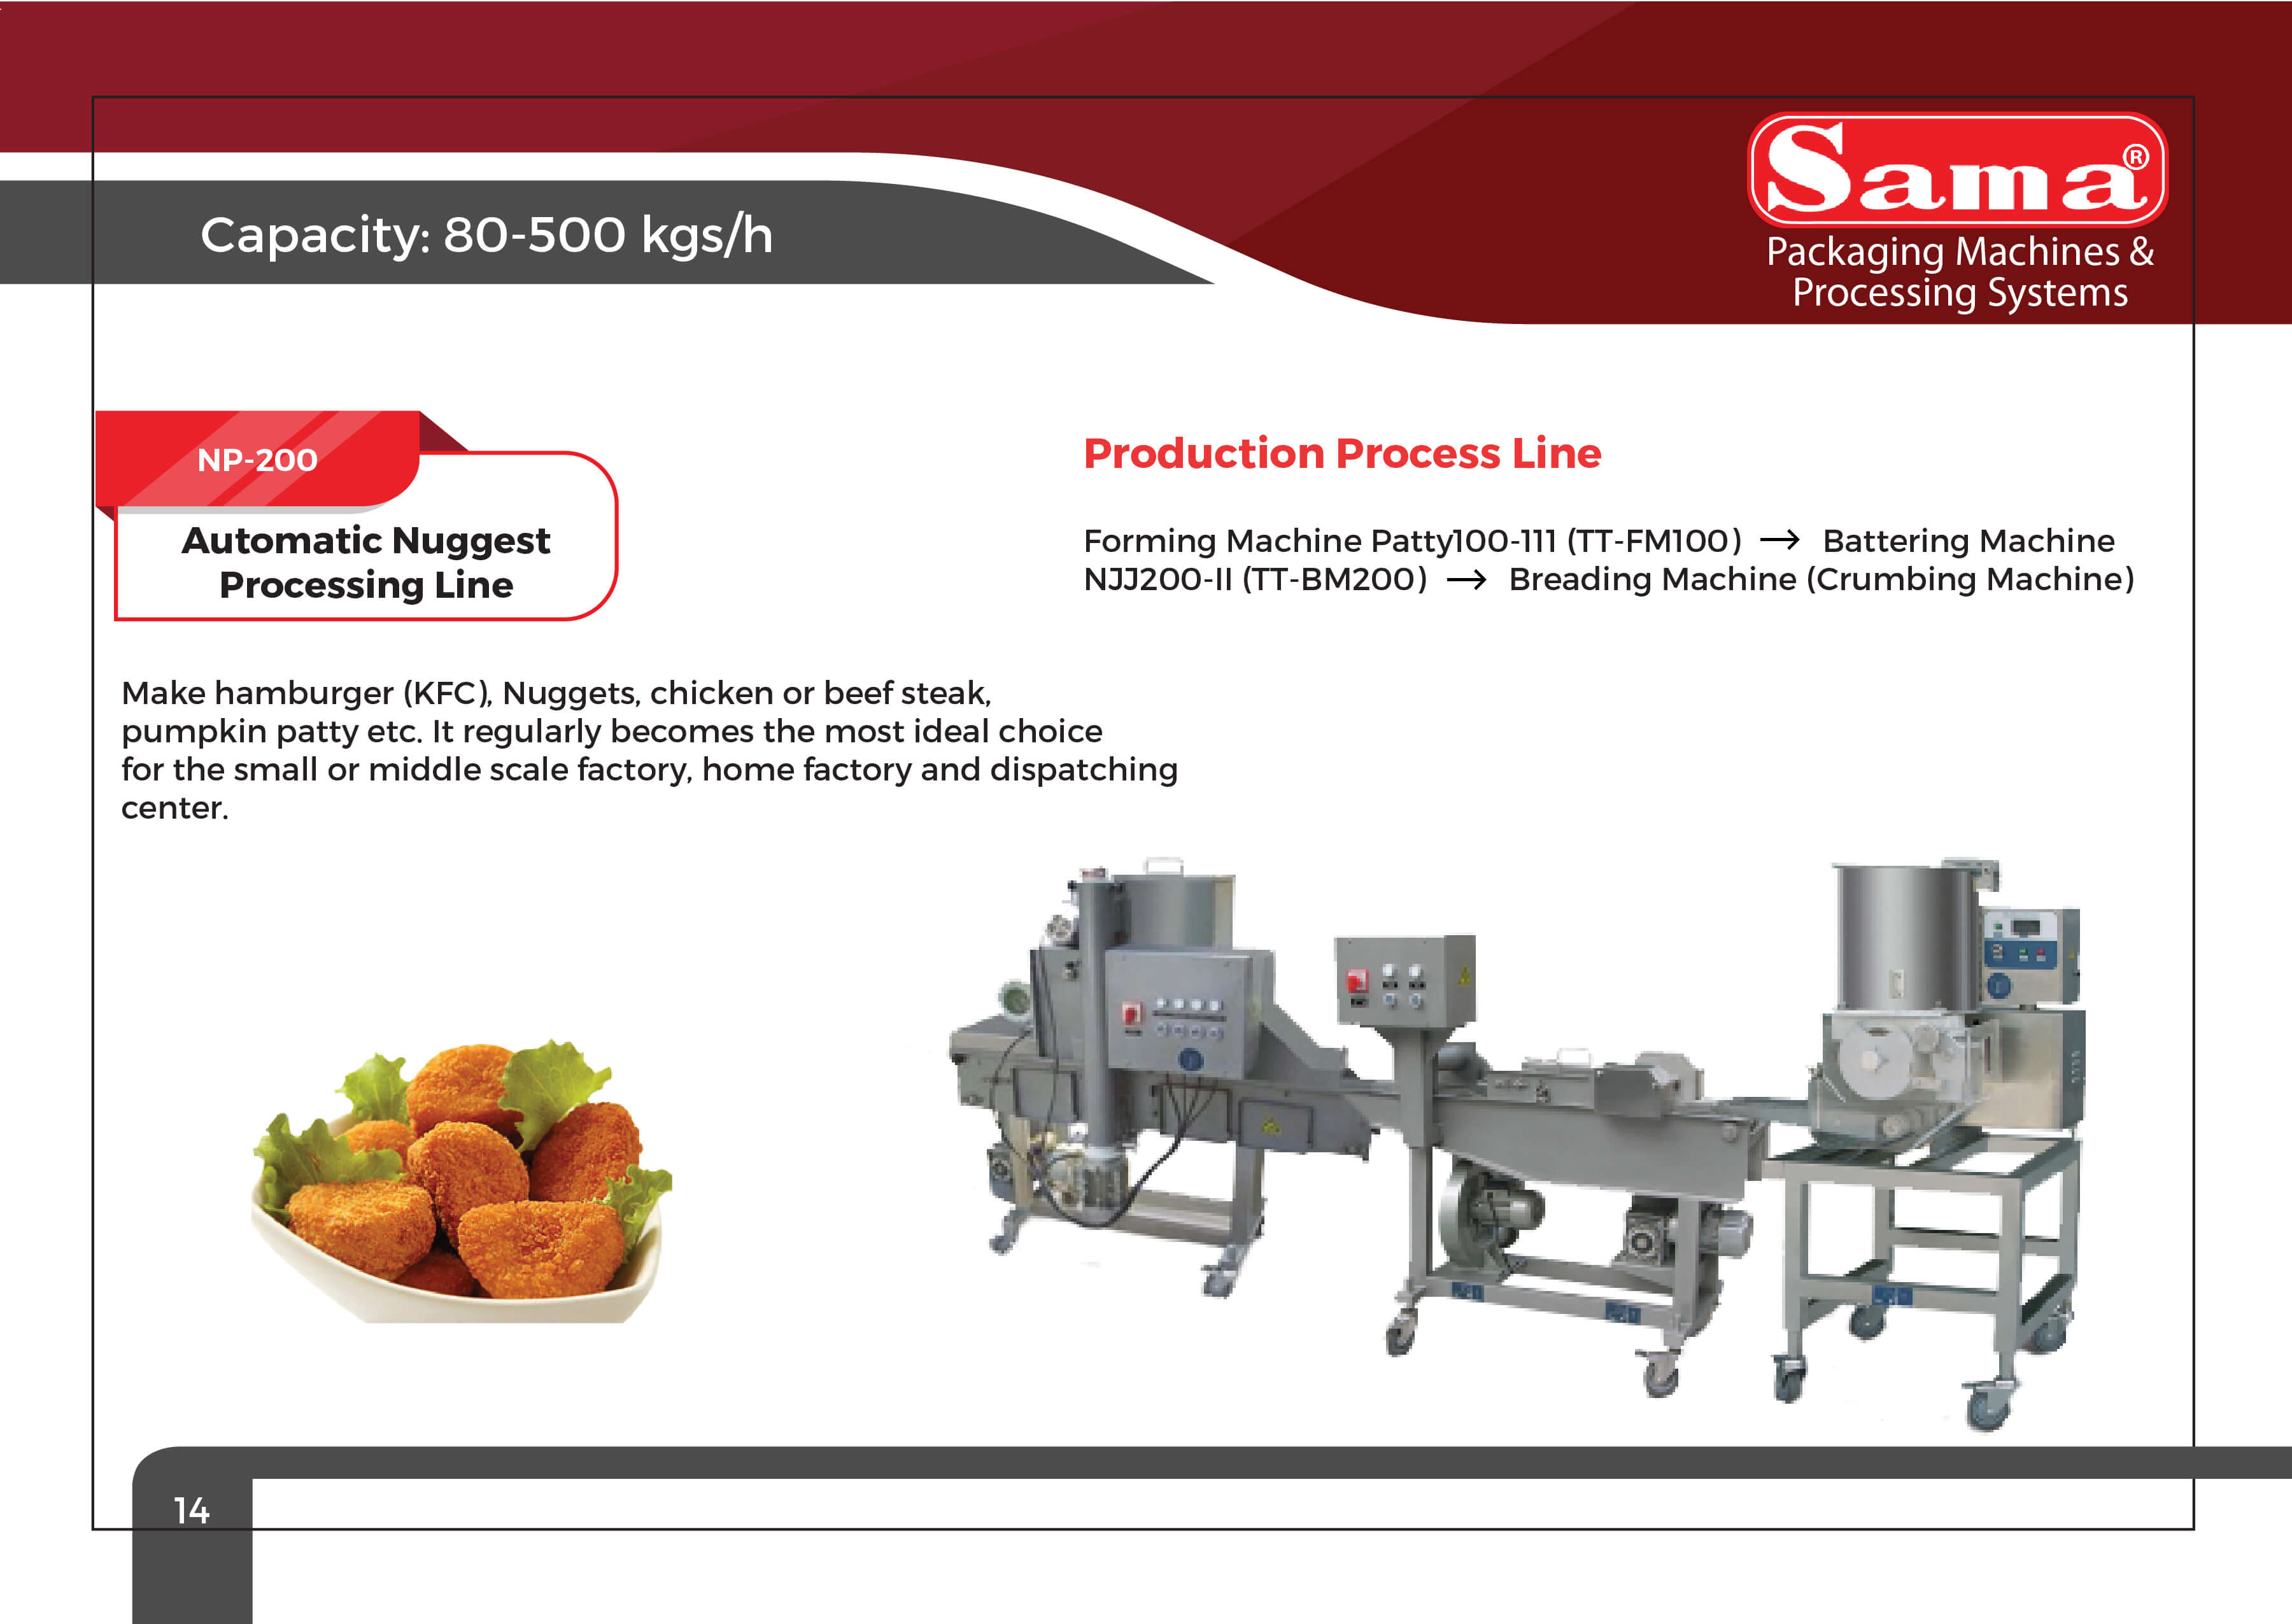 Capacity: 80-500 kgs/h
Sama®
Packaging Machines &
Processing Systems
NP-200
Automatic Nuggest
Processing Line
Production Process Line
Forming Machine Patty100-111 (TT-FM100) → Battering Machine
NJJ200-II (TT-BM200) → Breading Machine (Crumbing Machine)
Make hamburger (KFC), Nuggets, chicken or beef steak,
pumpkin patty etc. It regularly becomes the most ideal choice
for the small or middle scale factory, home factory and dispatching
center.
14